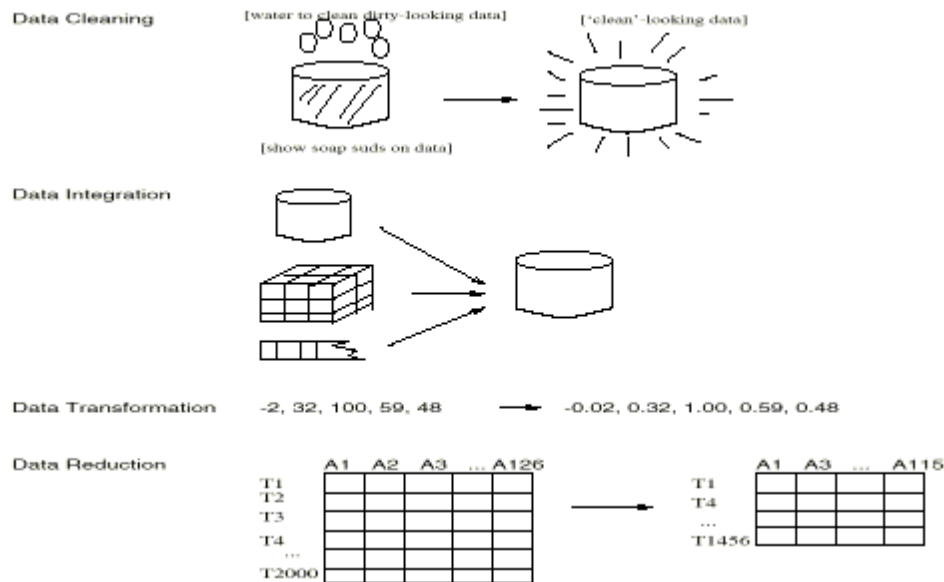 Data Cleaning
[water to clean dirty-looking data]
['clean'-looking data]
[show soap suds on data]
Data Integration
Data Transformation
-2, 32, 100, 59, 48
-0.02, 0.32, 1.00, 0.59, 0.48
Data Reduction
A1 A2 A3 ... A126
T1
T2
T3
T4
...
T2000
A1 A3 ... A115
T1
T4
...
T1456